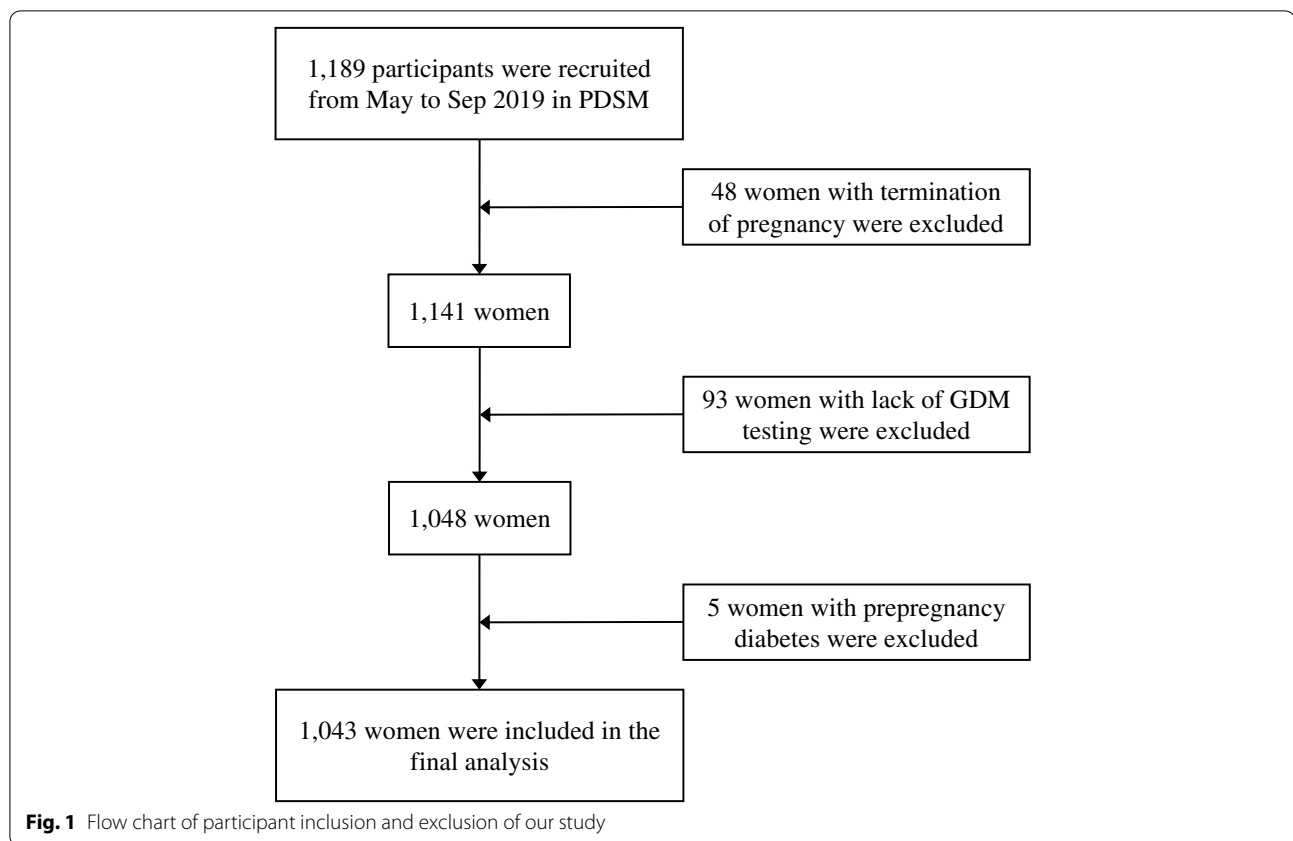 1,189 participants were recruited
from May to Sep 2019 in PDSM
48 women with termination
of pregnancy were excluded
1,141 women
93 women with lack of GDM
testing were excluded
1,048 women
5 women with prepregnancy
diabetes were excluded
1,043 women were included in the
final analysis
Fig. 1 Flow chart of participant inclusion and exclusion of our study